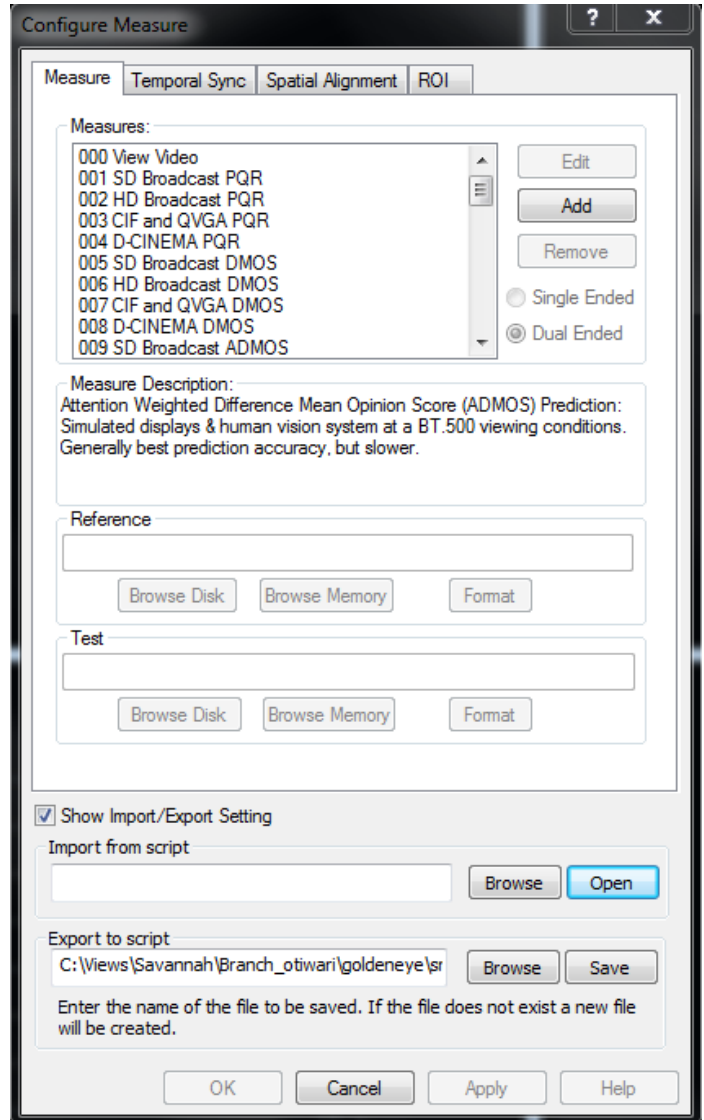 Configure Measure
? x
Measure Temporal Sync Spatial Alignment ROI
Measures:
000 View Video
001 SD Broadcast PQR
002 HD Broadcast PQR
003 CIF and QVGA PQR
004 D-CINEMA PQR
005 SD Broadcast DMOS
006 HD Broadcast DMOS
007 CIF and QVGA DMOS
008 D-CINEMA DMOS
009 SD Broadcast ADMOS
Edit
Add
Remove
Single Ended
Dual Ended
Measure Description:
Attention Weighted Difference Mean Opinion Score (ADMOS) Prediction:
Simulated displays & human vision system at a BT.500 viewing conditions.
Generally best prediction accuracy, but slower.
Reference
Browse Disk Browse Memory Format
Test
Browse Disk Browse Memory Format
Show Import/Export Setting
Import from script
Browse Open
Export to script
C:\Views\Savannah\Branch_otiwari\goldeneye\sr Browse Save
Enter the name of the file to be saved. If the file does not exist a new file
will be created.
OK Cancel Apply Help